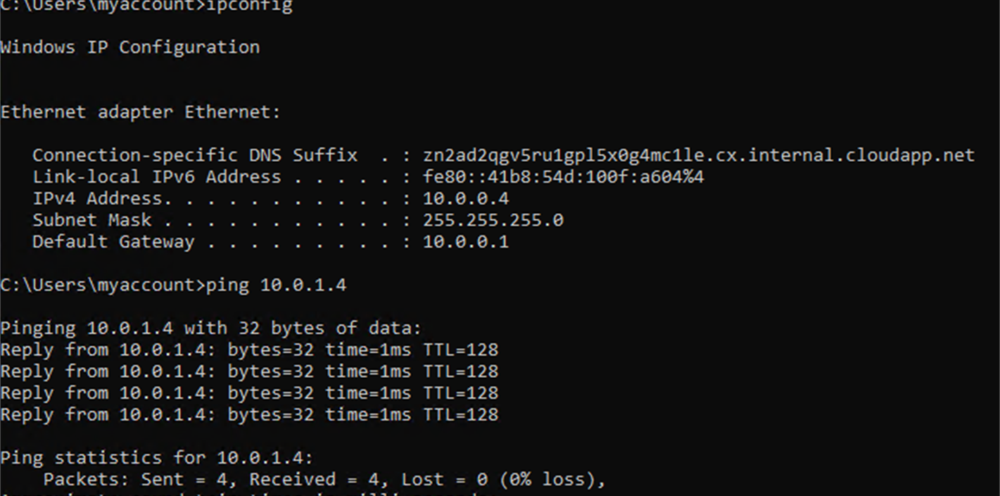 C:\Users\myaccount>ipconfig
Windows IP Configuration
Ethernet adapter Ethernet:
Connection-specific DNS Suffix  . : zn2ad2qgv5ru1gpl5x0g4mc1le.cx.internal.cloudapp.net
Link-local IPv6 Address . . . . . : fe80::41b8:54d:100f:a604%4
IPv4 Address. . . . . . . . . . . : 10.0.0.4
Subnet Mask . . . . . . . . . . . : 255.255.255.0
Default Gateway . . . . . . . . . : 10.0.0.1
C:\Users\myaccount>ping 10.0.1.4
Pinging 10.0.1.4 with 32 bytes of data:
Reply from 10.0.1.4: bytes=32 time=1ms TTL=128
Reply from 10.0.1.4: bytes=32 time=1ms TTL=128
Reply from 10.0.1.4: bytes=32 time=1ms TTL=128
Reply from 10.0.1.4: bytes=32 time=1ms TTL=128
Ping statistics for 10.0.1.4:
Packets: Sent = 4, Received = 4, Lost = 0 (0% loss),